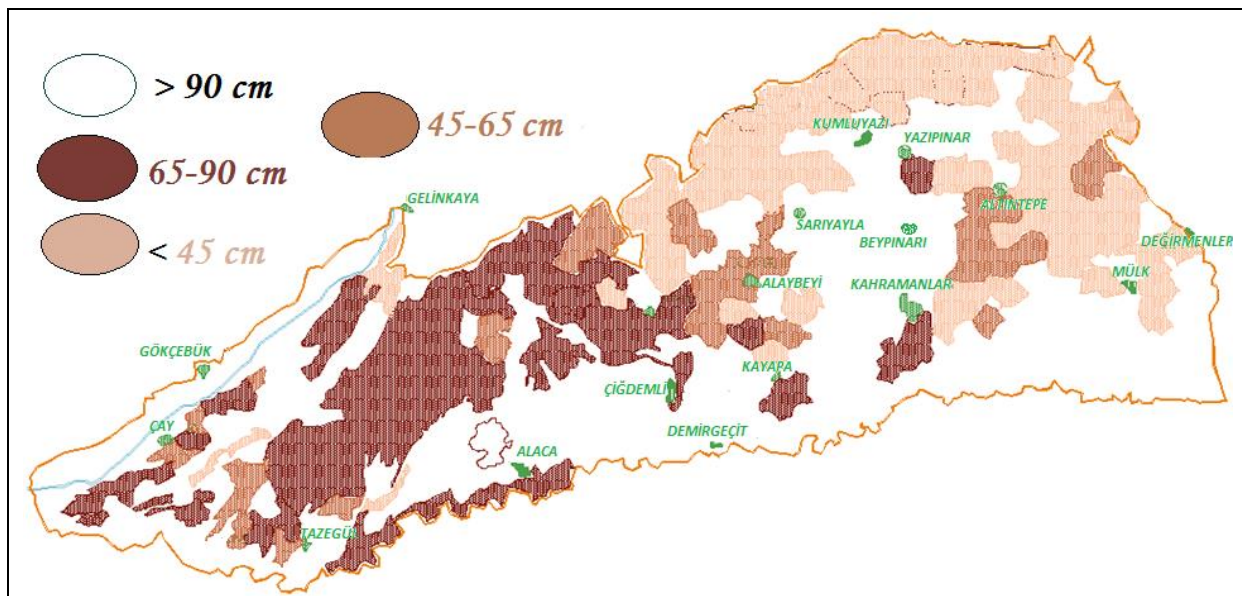 > 90 cm
45-65 cm
65-90 cm
< 45 cm
KUMLUYAZI
YAZIPINAR
GELİNKAYA
ALTINTEPE
SARIYAYLA
BEYPINARI
DEĞİRMENLER
MÜLK
LALAYBEYİ
KAHRAMANLAR
GÖKÇEBÜK
KAYAPA
ÇİĞDEMLİ
ÇAY
DEMİRGEÇİT
ALACA
TAZEGÜL